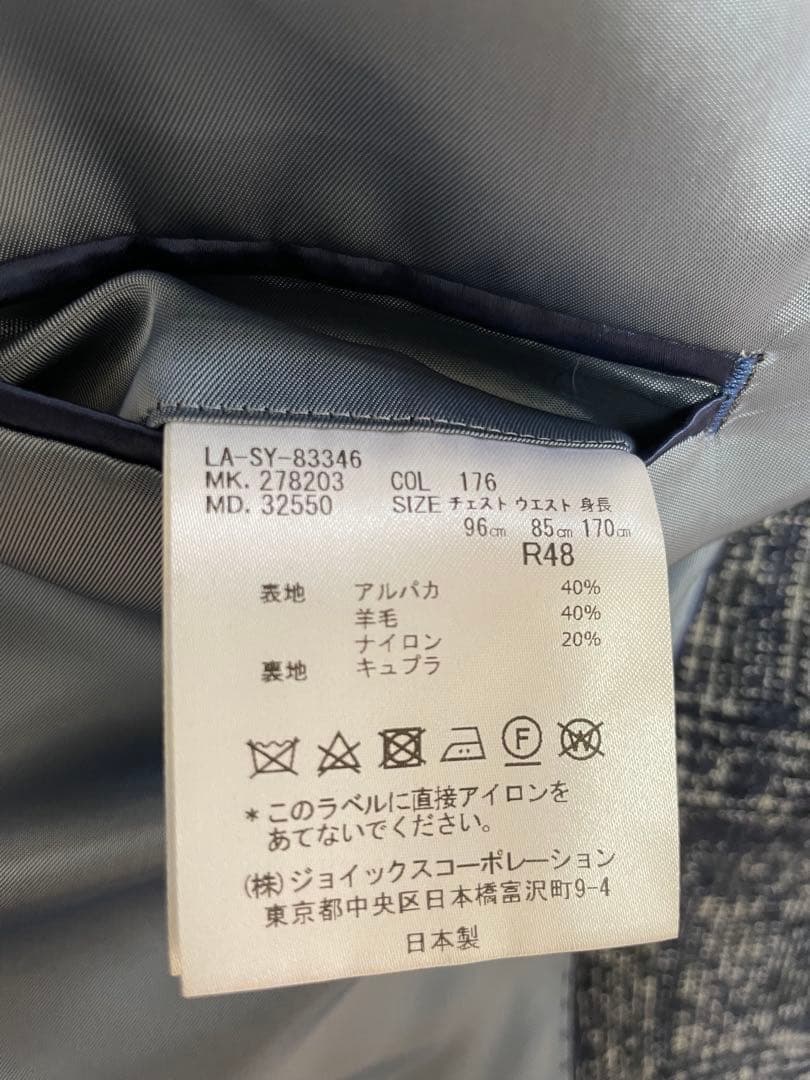 LA-SY-83346
MK. 278203 COL 176
MD. 32550 SIZE チェスト ウエスト 身長
96cm 85cm 170cm
R48
表地 アルパカ 40%
羊毛 40%
ナイロン 20%
裏地 キュプラ
F W
*このラベルに直接アイロンを
あてないでください。
(株)ジョイックスコーポレーション
東京都中央区日本橋富沢町9-4
日本製